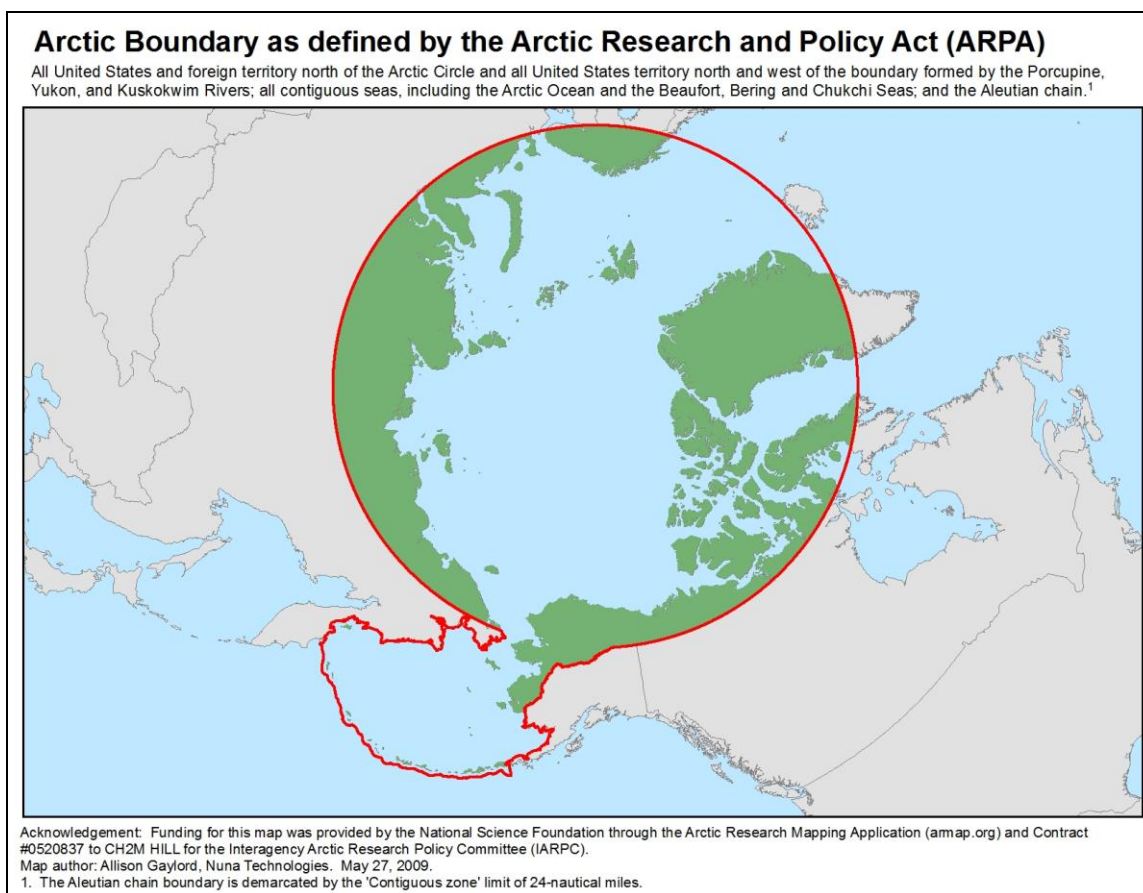 Arctic Boundary as defined by the Arctic Research and Policy Act (ARPA)
All United States and foreign territory north of the Arctic Circle and all United States territory north and west of the boundary formed by the Porcupine,
Yukon, and Kuskokwim Rivers; all contiguous seas, including the Arctic Ocean and the Beaufort, Bering and Chukchi Seas; and the Aleutian chain.¹
Acknowledgement: Funding for this map was provided by the National Science Foundation through the Arctic Research Mapping Application (armap.org) and Contract
#0520837 to CH2M HILL for the Interagency Arctic Research Policy Committee (IARPC).
Map author: Allison Gaylord, Nuna Technologies. May 27, 2009.
1. The Aleutian chain boundary is demarcated by the 'Contiguous zone' limit of 24-nautical miles.